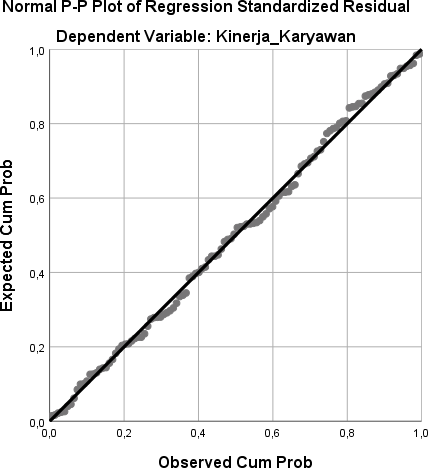 Normal P-P Plot of Regression Standardized Residual
Dependent Variable: Kinerja_Karyawan
Expected Cum Prob
1,0
0,8
0,6
0,4
0,2
0,0
0,0 0,2 0,4 0,6 0,8 1,0
Observed Cum Prob